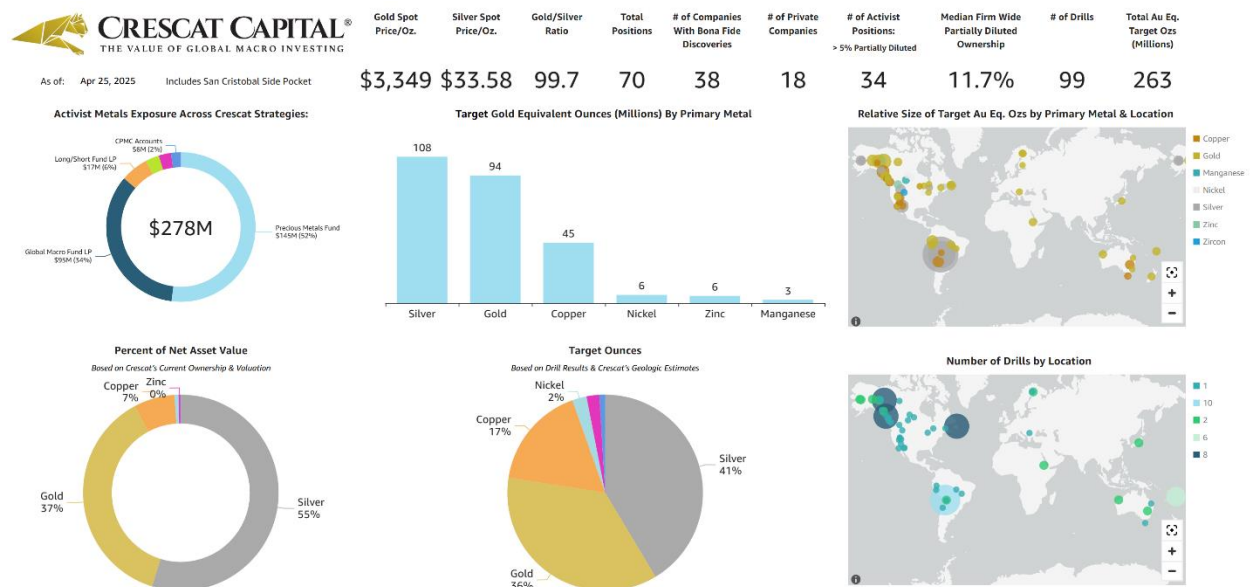 CRESCAT CAPITAL®
THE VALUE OF GLOBAL MACRO INVESTING
As of: Apr 25, 2025 Includes San Cristobal Side Pocket
Gold Spot
Price/Oz.
$3,349
Silver Spot
Price/Oz.
$33.58
Gold/Silver
Ratio
99.7
Total
Positions
70
# of Companies
With Bona Fide
Discoveries
38
# of Private
Companies
18
# of Activist
Positions:
> 5% Partially Diluted
34
Median Firm Wide
Partially Diluted
Ownership
11.7%
# of Drills
99
Total Au Eq.
Target Ozs
(Millions)
263
Activist Metals Exposure Across Crescat Strategies:
CPMC Accounts
$6M (2%)
Long/Short Fund LP
$17M (6%)
$278M
Precious Metals Fund
$145M (52%)
Global Macro Fund LP
$95M (34%)
Target Gold Equivalent Ounces (Millions) By Primary Metal
108
94
45
6
6
3
Silver
Gold
Copper
Nickel
Zinc
Manganese
Relative Size of Target Au Eq. Ozs by Primary Metal & Location
Copper
Gold
Manganese
Nickel
Silver
Zinc
Zircon
+
−
Percent of Net Asset Value
Based on Crescat's Current Ownership & Valuation
Zinc
0%
Copper
7%
Gold
37%
Silver
55%
Target Ounces
Based on Drill Results & Crescat's Geologic Estimates
Nickel
2%
Copper
17%
Silver
41%
Gold
36%
Number of Drills by Location
1
10
2
6
8
+
−